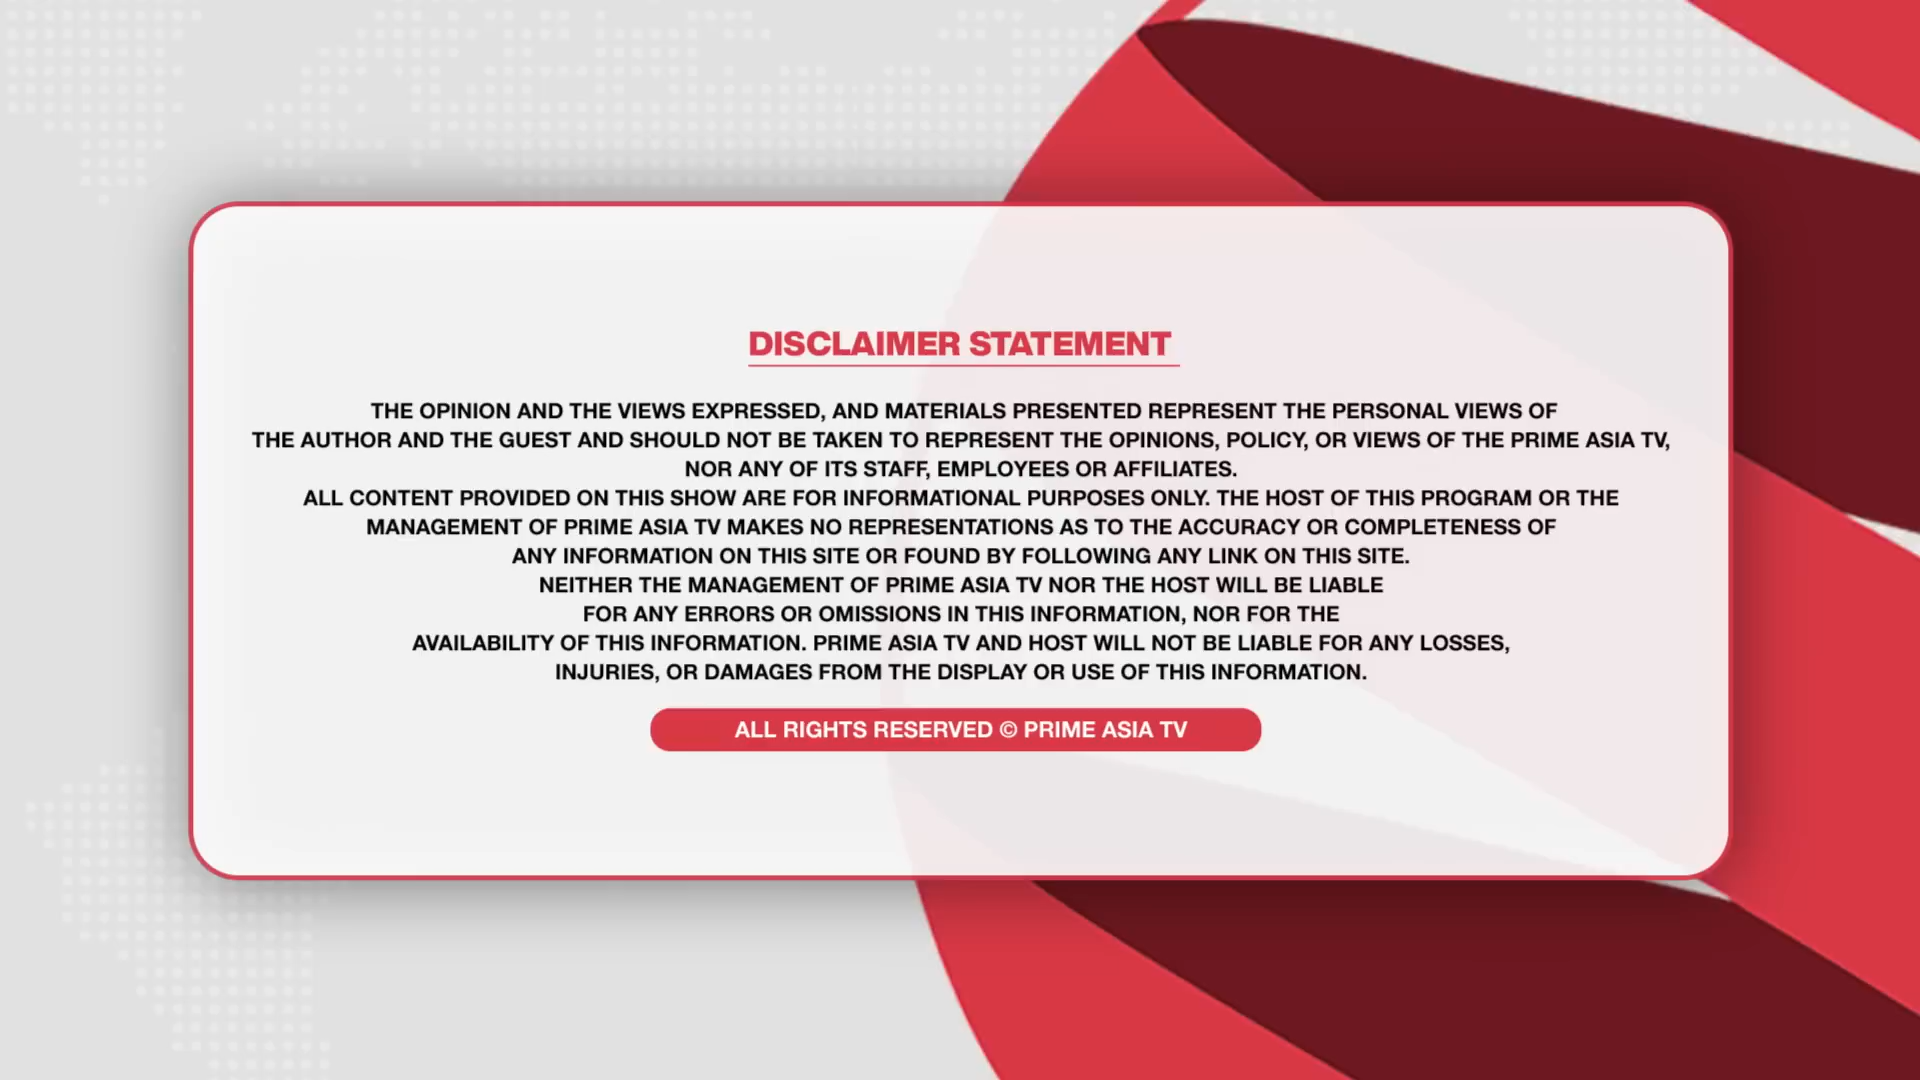 DISCLAIMER STATEMENT
THE OPINION AND THE VIEWS EXPRESSED, AND MATERIALS PRESENTED REPRESENT THE PERSONAL VIEWS OF
THE AUTHOR AND THE GUEST AND SHOULD NOT BE TAKEN TO REPRESENT THE OPINIONS, POLICY, OR VIEWS OF THE PRIME ASIA TV,
NOR ANY OF ITS STAFF, EMPLOYEES OR AFFILIATES.
ALL CONTENT PROVIDED ON THIS SHOW ARE FOR INFORMATIONAL PURPOSES ONLY. THE HOST OF THIS PROGRAM OR THE
MANAGEMENT OF PRIME ASIA TV MAKES NO REPRESENTATIONS AS TO THE ACCURACY OR COMPLETENESS OF
ANY INFORMATION ON THIS SITE OR FOUND BY FOLLOWING ANY LINK ON THIS SITE.
NEITHER THE MANAGEMENT OF PRIME ASIA TV NOR THE HOST WILL BE LIABLE
FOR ANY ERRORS OR OMISSIONS IN THIS INFORMATION, NOR FOR THE
AVAILABILITY OF THIS INFORMATION. PRIME ASIA TV AND HOST WILL NOT BE LIABLE FOR ANY LOSSES,
INJURIES, OR DAMAGES FROM THE DISPLAY OR USE OF THIS INFORMATION.
ALL RIGHTS RESERVED © PRIME ASIA TV